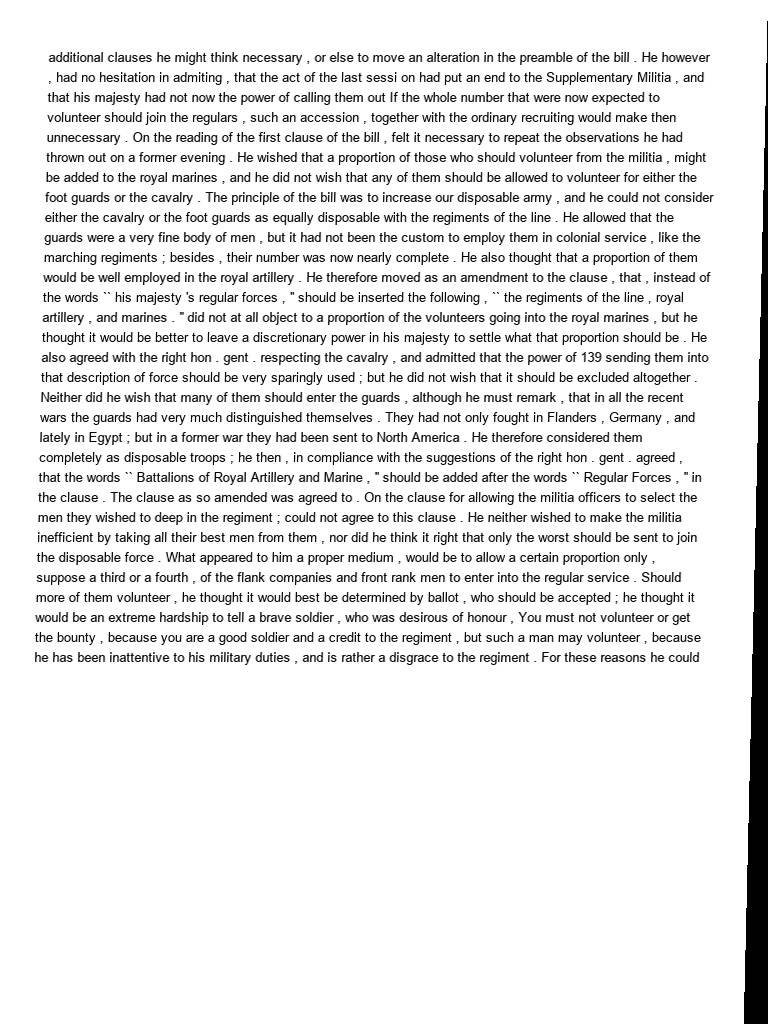 additional clauses he might think necessary , or else to move an alteration in the preamble of the bill . He however
, had no hesitation in admiting , that the act of the last sessi on had put an end to the Supplementary Militia , and
that his majesty had not now the power of calling them out If the whole number that were now expected to
volunteer should join the regulars , such an accession , together with the ordinary recruiting would make then
unnecessary . On the reading of the first clause of the bill , felt it necessary to repeat the observations he had
thrown out on a former evening . He wished that a proportion of those who should volunteer from the militia , might
be added to the royal marines , and he did not wish that any of them should be allowed to volunteer for either the
foot guards or the cavalry . The principle of the bill was to increase our disposable army , and he could not consider
either the cavalry or the foot guards as equally disposable with the regiments of the line . He allowed that the
guards were a very fine body of men , but it had not been the custom to employ them in colonial service , like the
marching regiments ; besides , their number was now nearly complete . He also thought that a proportion of them
would be well employed in the royal artillery . He therefore moved as an amendment to the clause , that , instead of
the words `` his majesty 's regular forces , " should be inserted the following , `` the regiments of the line , royal
artillery , and marines . " did not at all object to a proportion of the volunteers going into the royal marines , but he
thought it would be better to leave a discretionary power in his majesty to settle what that proportion should be . He
also agreed with the right hon . gent . respecting the cavalry , and admitted that the power of 139 sending them into
that description of force should be very sparingly used ; but he did not wish that it should be excluded altogether .
Neither did he wish that many of them should enter the guards , although he must remark , that in all the recent
wars the guards had very much distinguished themselves . They had not only fought in Flanders , Germany , and
lately in Egypt ; but in a former war they had been sent to North America . He therefore considered them
completely as disposable troops ; he then , in compliance with the suggestions of the right hon . gent . agreed ,
that the words `` Battalions of Royal Artillery and Marine , " should be added after the words `` Regular Forces , " in
the clause . The clause as so amended was agreed to . On the clause for allowing the militia officers to select the
men they wished to deep in the regiment ; could not agree to this clause . He neither wished to make the militia
inefficient by taking all their best men from them , nor did he think it right that only the worst should be sent to join
the disposable force . What appeared to him a proper medium , would be to allow a certain proportion only ,
suppose a third or a fourth , of the flank companies and front rank men to enter into the regular service . Should
more of them volunteer , he thought it would best be determined by ballot , who should be accepted ; he thought it
would be an extreme hardship to tell a brave soldier , who was desirous of honour , You must not volunteer or get
the bounty , because you are a good soldier and a credit to the regiment , but such a man may volunteer , because
he has been inattentive to his military duties , and is rather a disgrace to the regiment . For these reasons he could